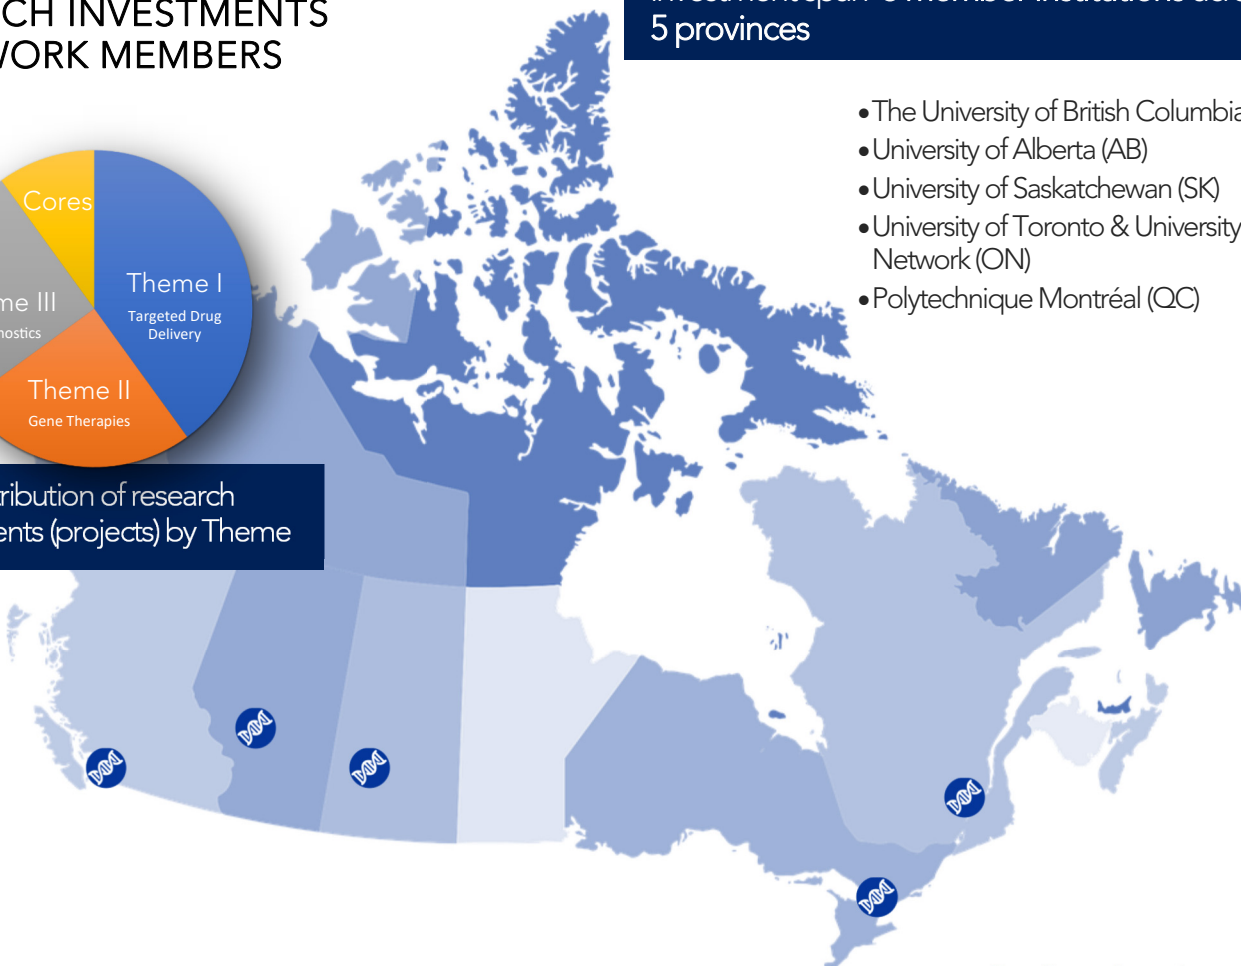 CH INVESTMENTS
WORK MEMBERS
5 provinces
• The University of British Columbia
• University of Alberta (AB)
• University of Saskatchewan (SK)
• University of Toronto & University
Network (ON)
• Polytechnique Montréal (QC)
Cores
Theme I
Targeted Drug
Delivery
me III
nostics
Theme II
Gene Therapies
tribution of research
ents (projects) by Theme